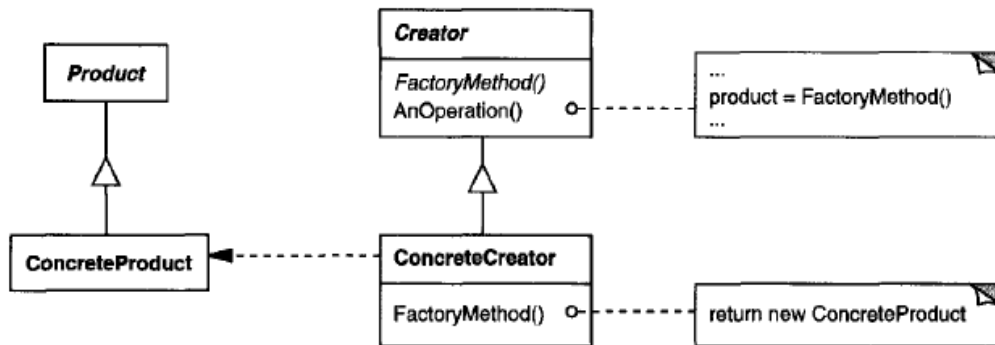 Product
ConcreteProduct
Creator
FactoryMethod()
AnOperation()
...
product = FactoryMethod()
...
ConcreteCreator
FactoryMethod()
return new ConcreteProduct